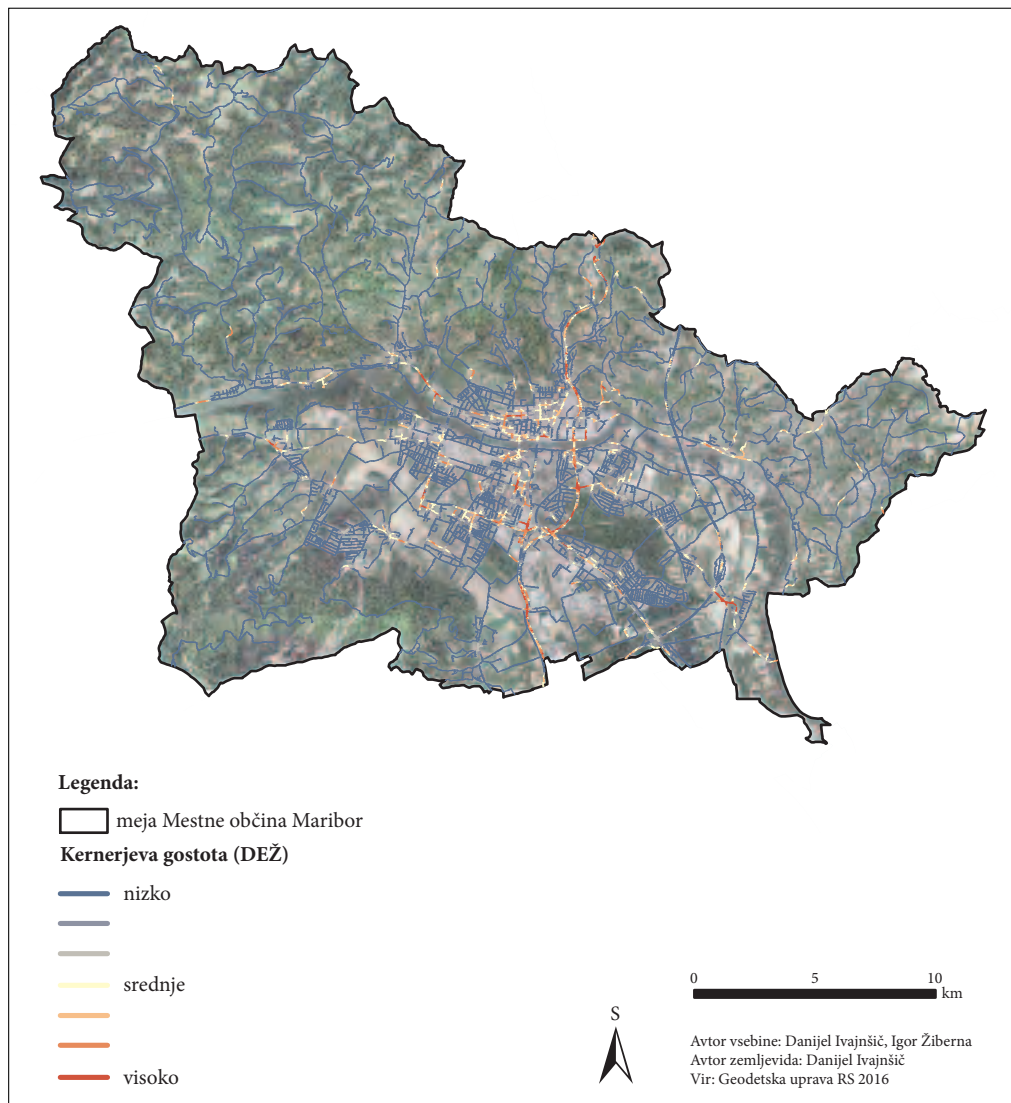 Legenda:
meja Mestne občina Maribor
Kernerjeva gostota (DEŽ)
nizko
srednje
visoko
0 5 10
km
S
Avtor vsebine: Danijel Ivajnšič, Igor Žiberna
Avtor zemljevida: Danijel Ivajnšič
Vir: Geodetska uprava RS 2016